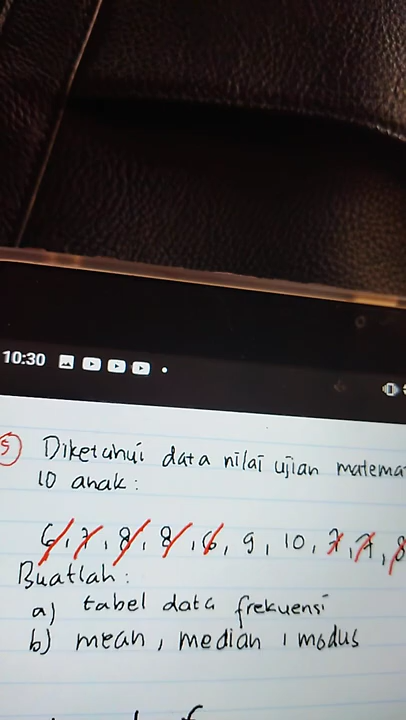 10:30
5 Diketahui data nilai ujian matema
10 anak:
6, 7, 8, 8, 6, 9, 10, 7, 7, 8
Buatlah:
a) tabel data frekuensi
b) mean, median, modus